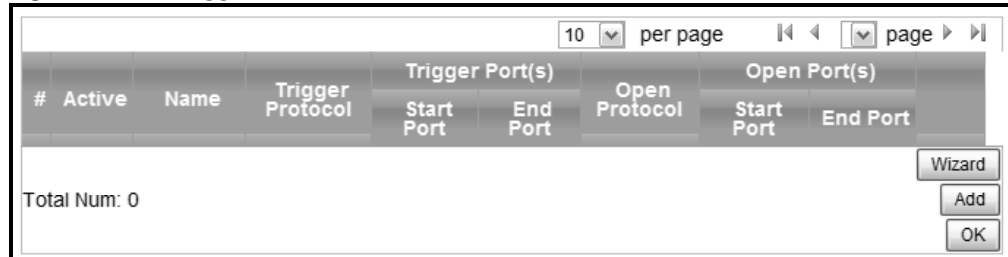 10 per page page
# Active Name Trigger Protocol Trigger Port(s) Start Port End Port Open Protocol Open Port(s) Start Port End Port
Wizard
Total Num: 0 Add
OK